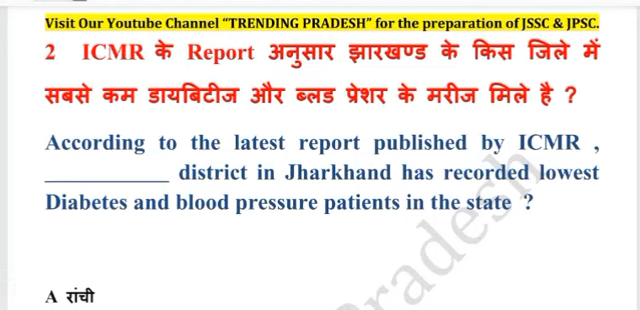 Visit Our Youtube Channel “TRENDING PRADESH” for the preparation of JSSC & JPSC.
2 ICMR के Report अनुसार झारखण्ड के किस जिले में
सबसे कम डायबिटीज और ब्लड प्रेशर के मरीज मिले है ?
According to the latest report published by ICMR ,
____________ district in Jharkhand has recorded lowest
Diabetes and blood pressure patients in the state ?
A रांची